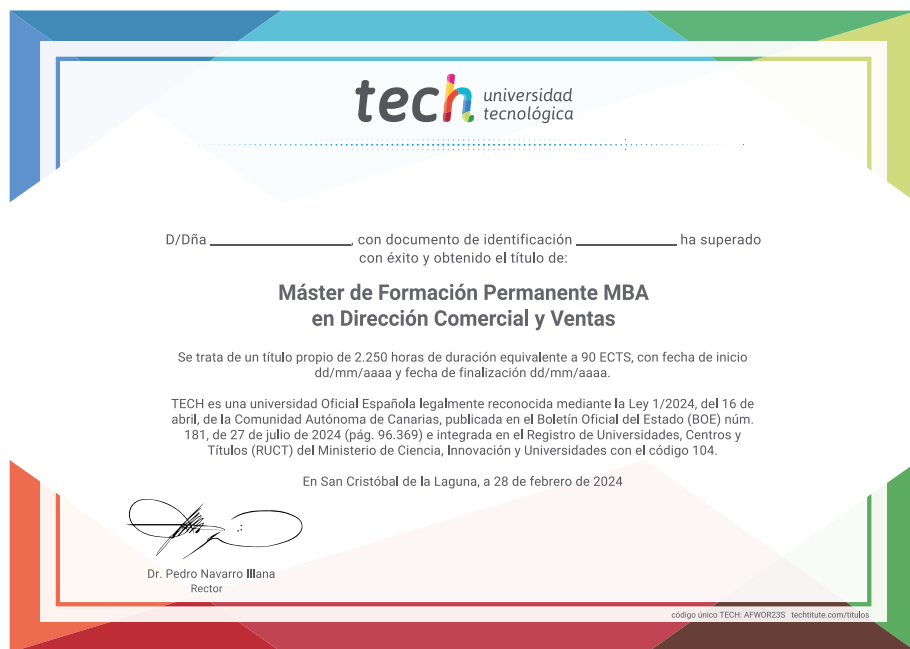 tech universidad
tecnológica
D/Dña ______________, con documento de identificación __________ ha superado
con éxito y obtenido el título de:
Máster de Formación Permanente MBA
en Dirección Comercial y Ventas
Se trata de un título propio de 2.250 horas de duración equivalente a 90 ECTS, con fecha de inicio
dd/mm/aaaa y fecha de finalización dd/mm/aaaa.
TECH es una universidad Oficial Española legalmente reconocida mediante la Ley 1/2024, del 16 de
abril, de la Comunidad Autónoma de Canarias, publicada en el Boletín Oficial del Estado (BOE) núm.
181, de 27 de julio de 2024 (pág. 96.369) e integrada en el Registro de Universidades, Centros y
Títulos (RUCT) del Ministerio de Ciencia, Innovación y Universidades con el código 104.
En San Cristóbal de la Laguna, a 28 de febrero de 2024
Dr. Pedro Navarro Illana
Rector
código único TECH: AFWOR23S techtitute.com/titulos